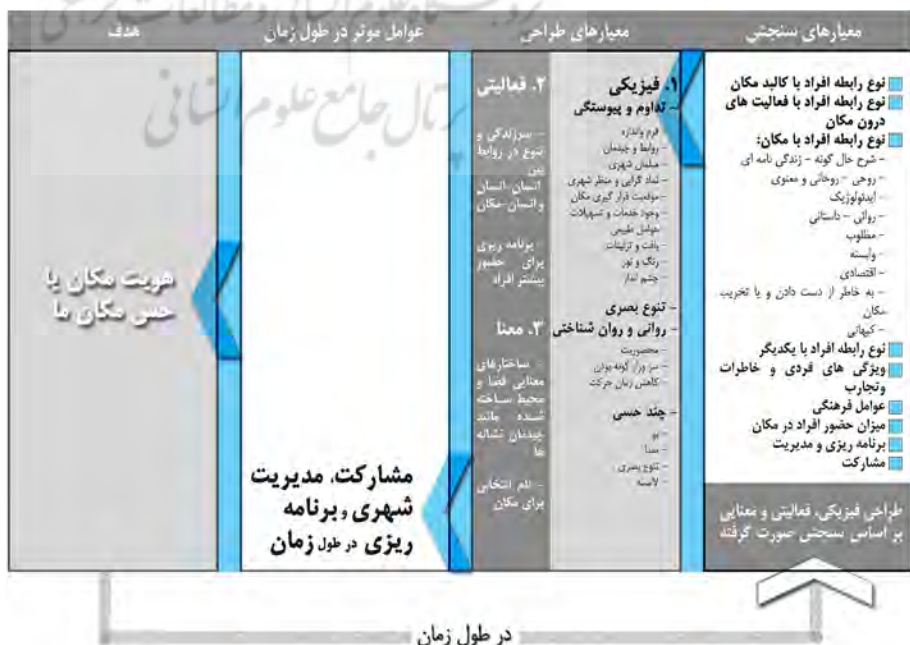 معیارهای سنجشی
نوع رابطه افراد با کالبد مکان
نوع رابطه افراد با فعالیت های
درون مکان
نوع رابطه افراد با مکان:
- شرح حال گونه - زندگی نامه ای
- روحی - روحانی و معنوی
- ایدئولوژیک
- روائی - داستانی
- مطلوب
- وابسته
- اقتصادی
- به خاطر از دست دادن و یا تخریب
مکان
- کیهانی
نوع رابطه افراد با یکدیگر
ویژگی های فردی و خاطرات
وتجارب
عوامل فرهنگی
میزان حضور افراد در مکان
برنامه ریزی و مدیریت
مشارکت
طراحی فیزیکی، فعالیتی و معنایی
بر اساس سنجش صورت گرفته
معیارهای طراحی
۱. فیزیکی
- تداوم و پیوستگی
- فرم واندازه
- روابط و چیدمان
- مبلمان شهری
- نماد گرایی و منظر شهری
- موقعیت قرار گیری مکان
- وجود خدمات و تسهیلات
- عوامل طبیعی
- بافت و تزئینات
- رنگ و نور
- چشم انداز
- تنوع بصری
- روانی و روان شناختی
- محصوریت
- کاهش زمان حرکت
- چند حسی
- بو
- صدا
- تنوع بصری
- لامسه
۲. فعالیتی
- سرزندگی و
تنوع در روابط
بین
انسان-انسان
و انسان-مکان
- برنامه ریزی
برای حضور
بیشتر افراد
۳. معنا
- ساختارهای
معنایی فضا و
محیط ساخته
شده مانند
چیدمان نشانه
ها
- نام انتخابی
برای مکان
عوامل موثر در طول زمان
مشارکت، مدیریت
شهری و برنامه
ریزی در طول زمان
هدف
هویت مکان یا
حس مکان ما
در طول زمان
پرتال جامع علوم انسانی